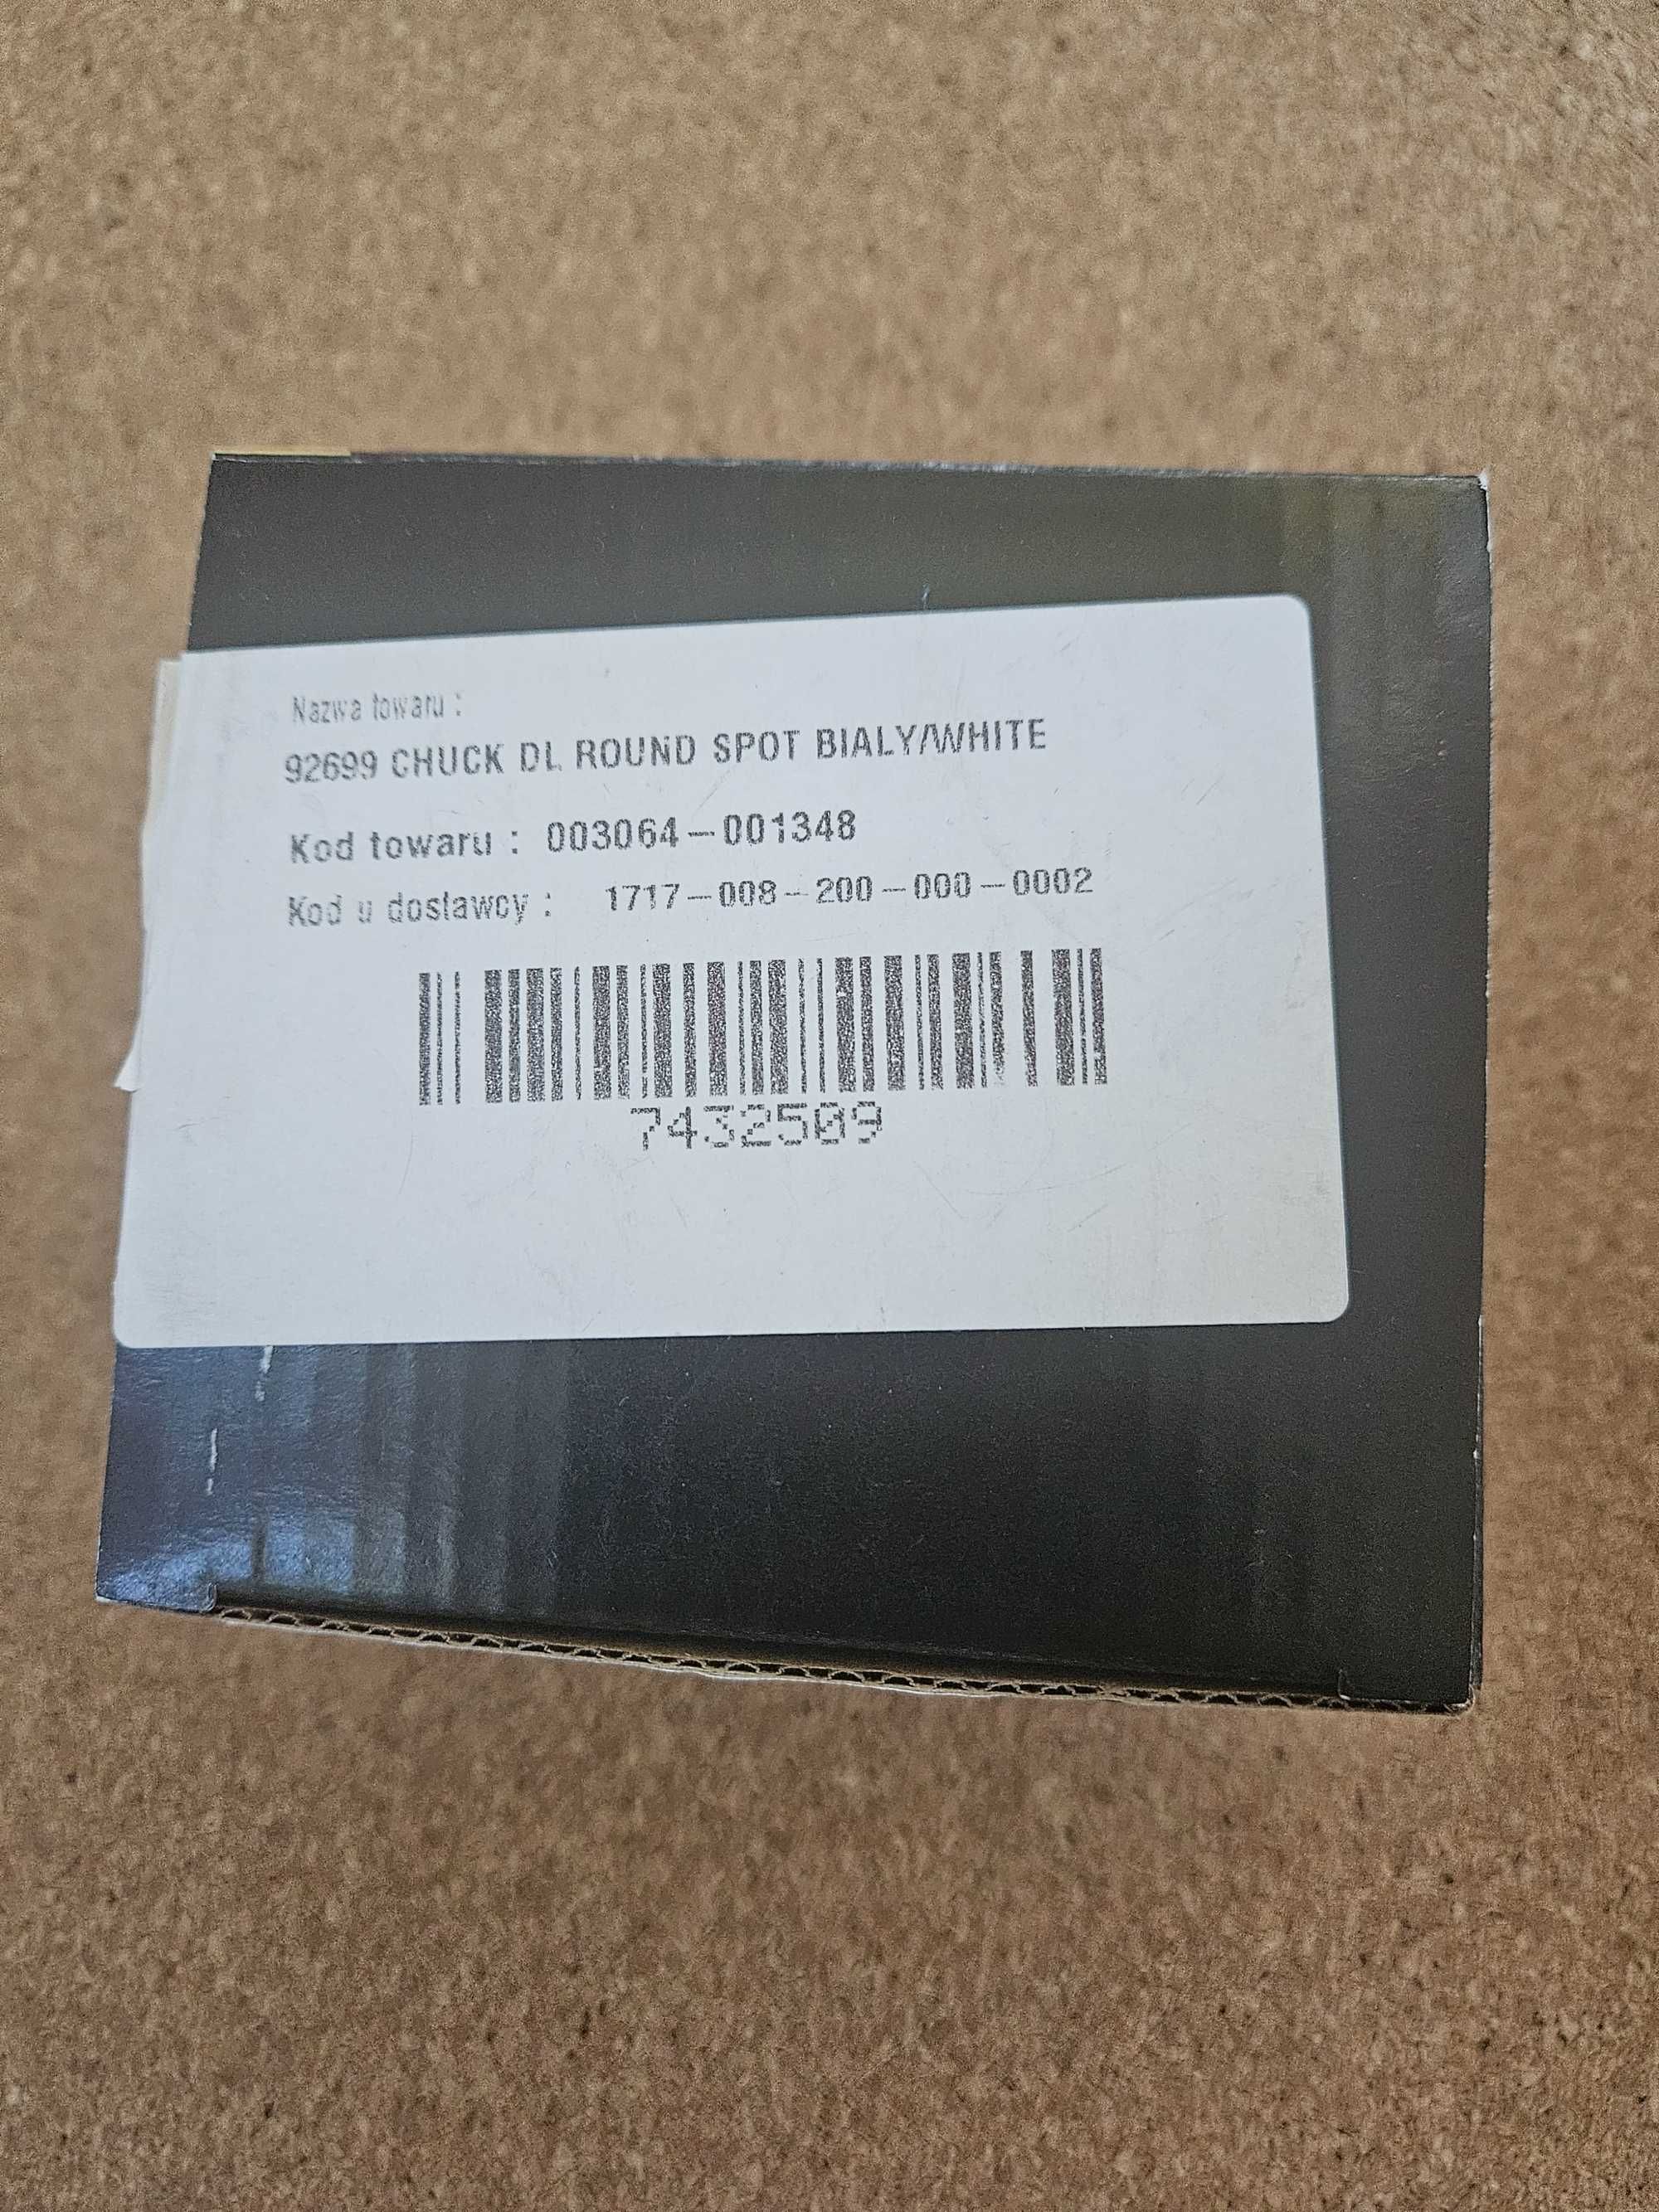 Nazwa towaru :
92699 CHUCK DL ROUND SPOT BIALY/WHITE
Kod towaru : 003064-001348
Kod u dostawcy : 1717-008-200-000-0002
7432509